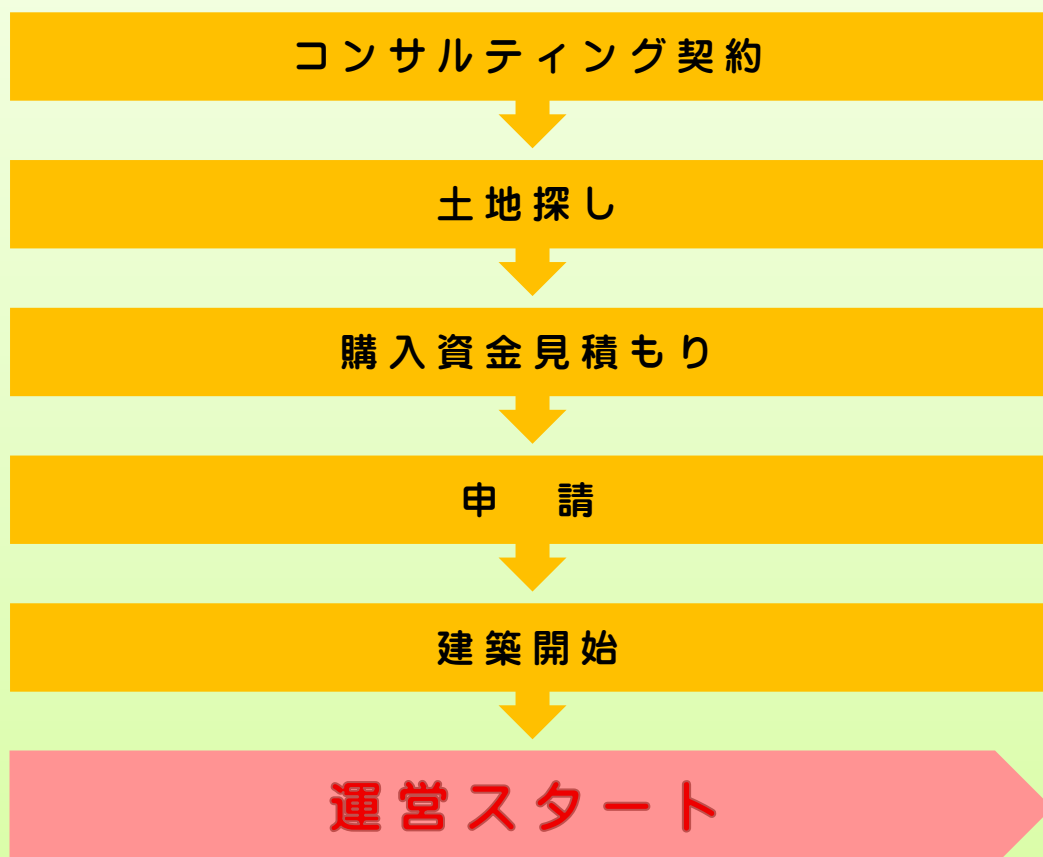 コンサルティング契約
土地探し
購入資金見積もり
申　請
建築開始
運営スタート